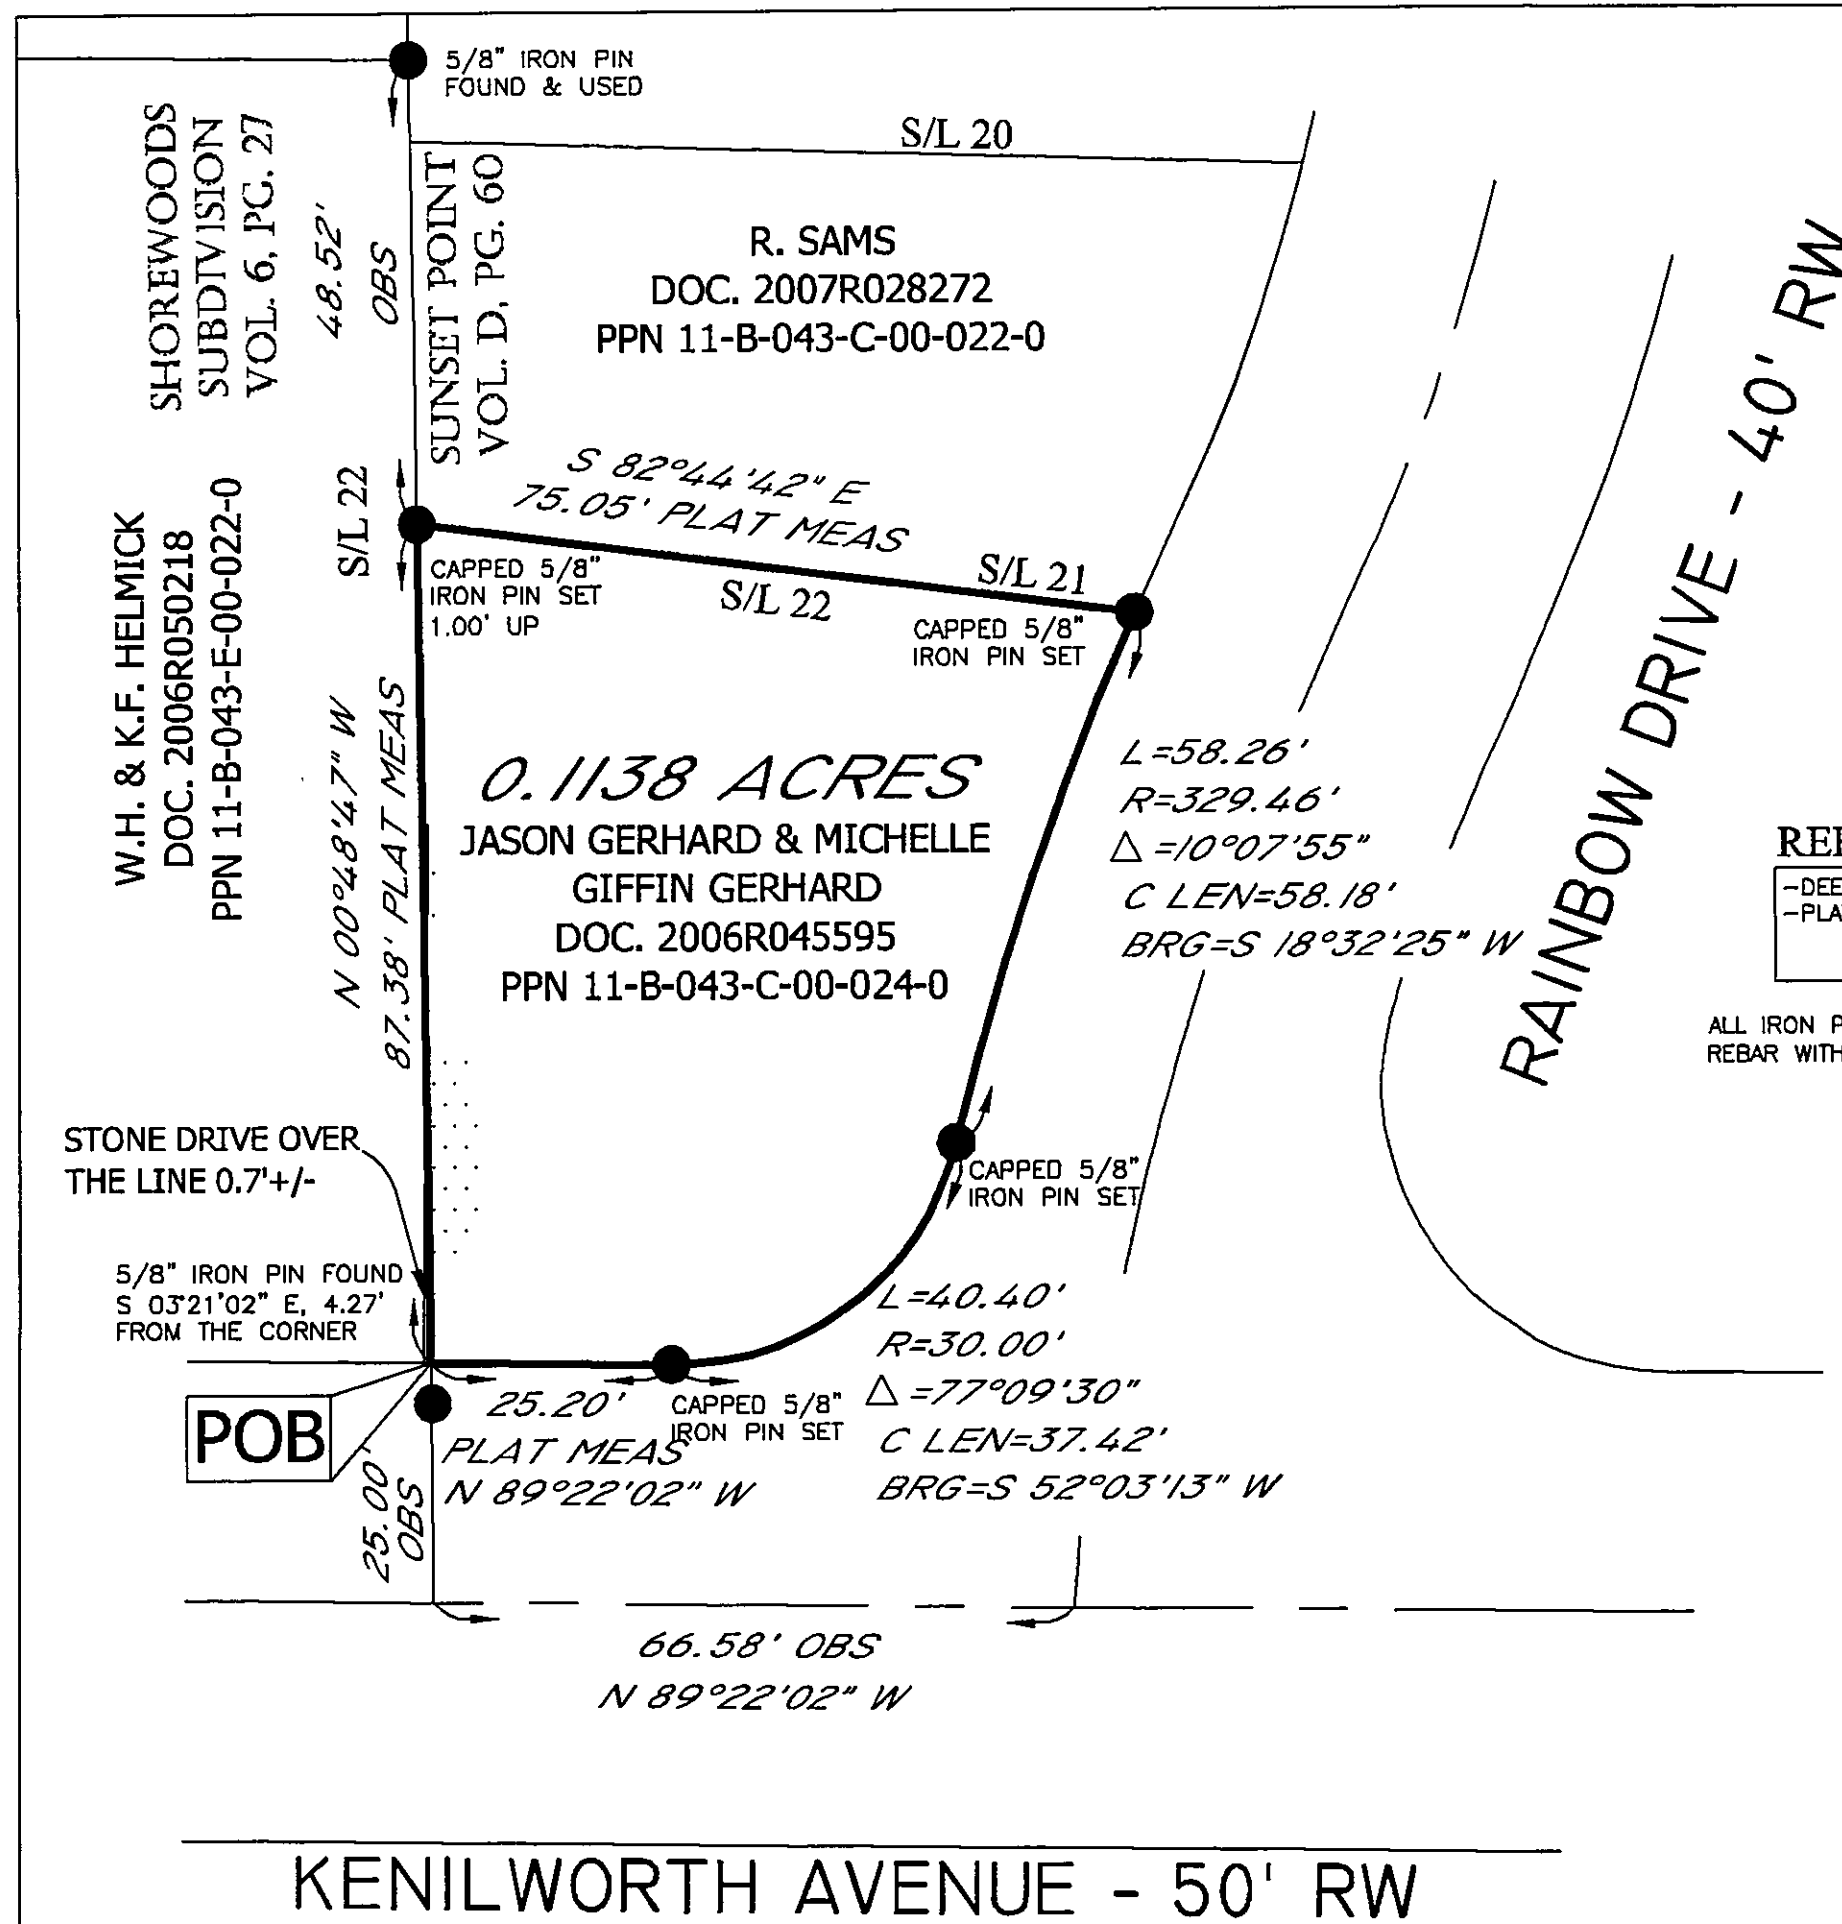 5/8" IRON PIN
FOUND & USED
SHOREWOODS
SUBDIVISION
VOL. 6, PG. 27
48.52'
OBS
SUNSET POINT
VOL. D, PG. 60
S/L 20
R. SAMS
DOC. 2007R028272
PPN 11-B-043-C-00-022-0
RAINBOW DRIVE - 40' RW
W.H. & K.F. HELMICK
DOC. 2006R050218
PPN 11-B-043-E-00-022-0
S/L 22
S 82°44'42" E
75.05' PLAT MEAS
S/L 21
S/L 22
CAPPED 5/8"
IRON PIN SET
1.00' UP
CAPPED 5/8"
IRON PIN SET
N 00°48'47" W
87.38' PLAT MEAS
0.1138 ACRES
JASON GERHARD & MICHELLE
GIFFIN GERHARD
DOC. 2006R045595
PPN 11-B-043-C-00-024-0
L=58.26'
R=329.46'
Δ=10°07'55"
C LEN=58.18'
BRG=S 18°32'25" W
-DEE
-PLA
ALL IRON P
REBAR WITH
STONE DRIVE OVER
THE LINE 0.7'+/-
CAPPED 5/8"
IRON PIN SET
5/8" IRON PIN FOUND
S 03°21'02" E, 4.27'
FROM THE CORNER
L=40.40'
R=30.00'
Δ=77°09'30"
C LEN=37.42'
BRG=S 52°03'13" W
POB
25.20'
PLAT MEAS
N 89°22'02" W
CAPPED 5/8"
IRON PIN SET
25.00'
OBS
66.58' OBS
N 89°22'02" W
KENILWORTH AVENUE - 50' RW